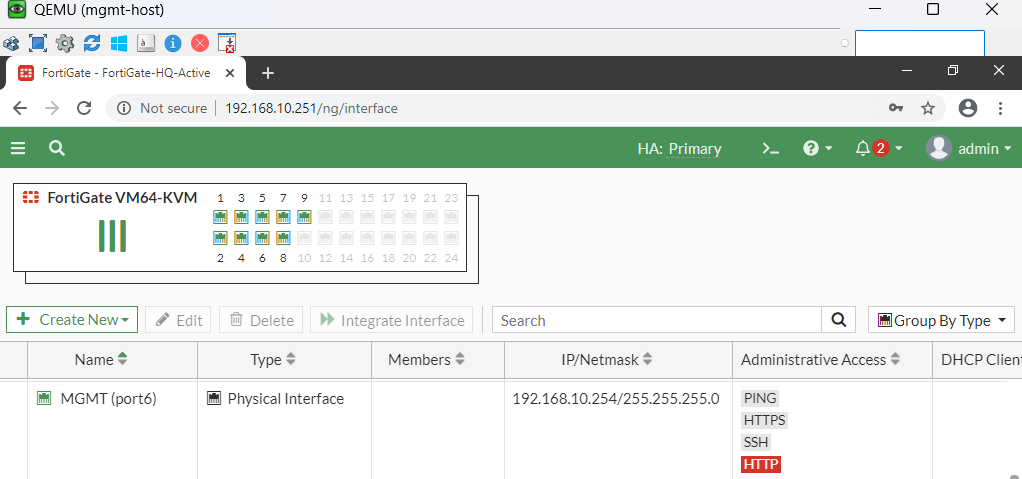 QEMU (mgmt-host)
FortiGate - FortiGate-HQ-Active
Not secure 192.168.10.251/ng/interface
HA: Primary >_ ? 2 admin
FortiGate VM64-KVM
1 3 5 7 9 11 13 15 17 19 21 23
2 4 6 8 10 12 14 16 18 20 22 24
Create New Edit Delete Integrate Interface Search Group By Type
Name Type Members IP/Netmask Administrative Access DHCP Client
MGMT (port6) Physical Interface 192.168.10.254/255.255.255.0 PING
HTTPS
SSH
HTTP